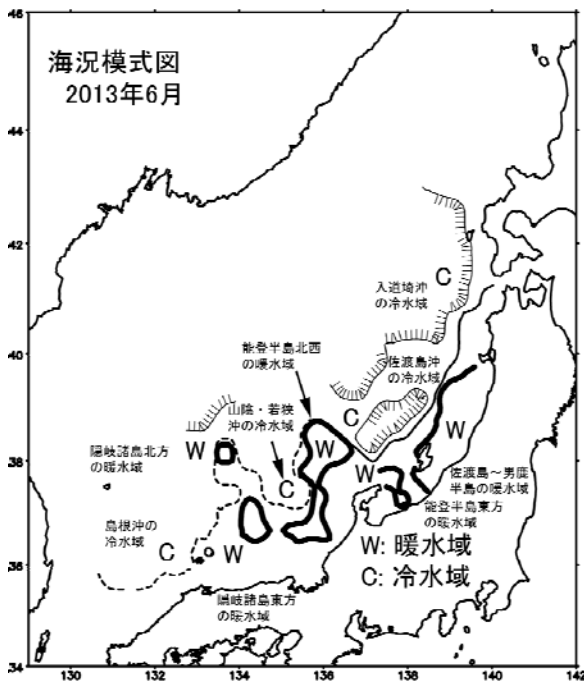 海況模式図
2013年6月
46
44
42
40
38
36
34
130
132
134
136
138
140
142
C
入道埼沖
の冷水域
能登半島北西
の暖水域
佐渡島沖
の冷水域
山陰・若狭
沖の冷水域
C
W
W
W
W
隠岐諸島北方
の暖水域
C
佐渡島～男鹿
半島の暖水域
能登半島東方
の暖水域
島根沖の
冷水域
C
W
W: 暖水域
C: 冷水域
隠岐諸島東方
の暖水域